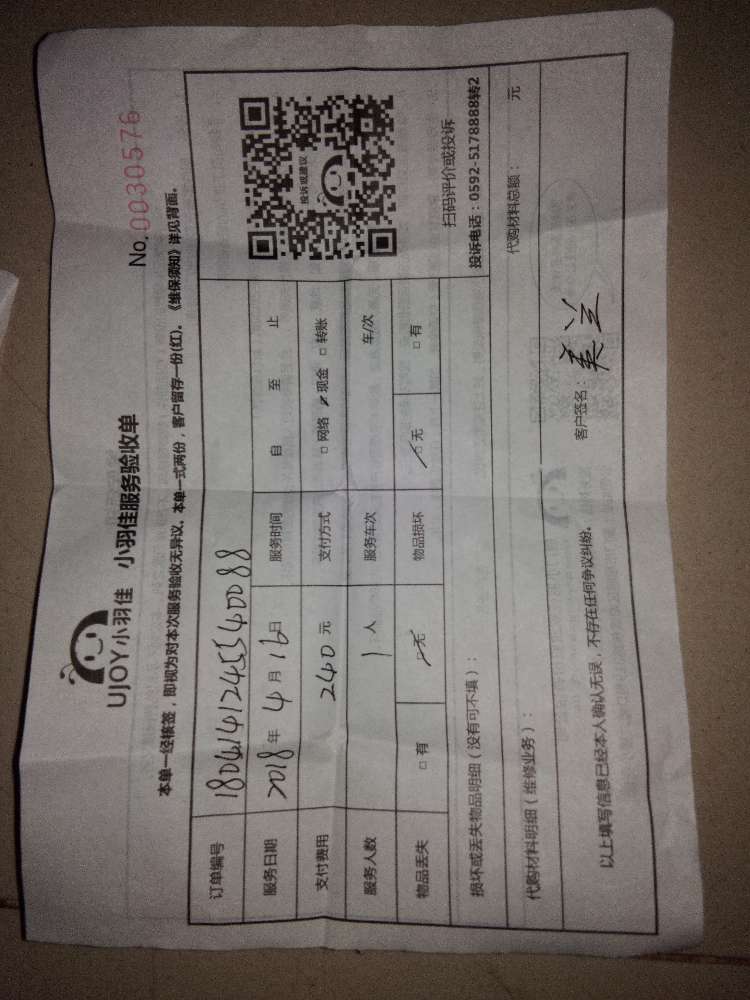 UJOY小羽佳 小羽佳服务验收单
No.0030576
本单一经核签，即视为对本次服务验收无异议、本单一式两份，客户留存一份(红)。《维保须知》详见背面。
订单编号 18041412455540088
投诉或建议
服务日期 2018年 4月 16日 服务时间 自 至 止
支付费用 240元 支付方式 □ 网络 ✓ 现金 □ 转账
服务人数 1 人 服务车次 车/次
扫码评价或投诉
物品丢失 □ 有 ☑ 无 物品损坏 ☑ 无 □ 有
投诉电话：0592-5178888转2
损坏或丢失物品明细（没有可不填）：
代购材料明细（维修业务）： 代购材料总额： 元
客户签名：
以上填写信息已经本人确认无误，不存在任何争议纠纷。